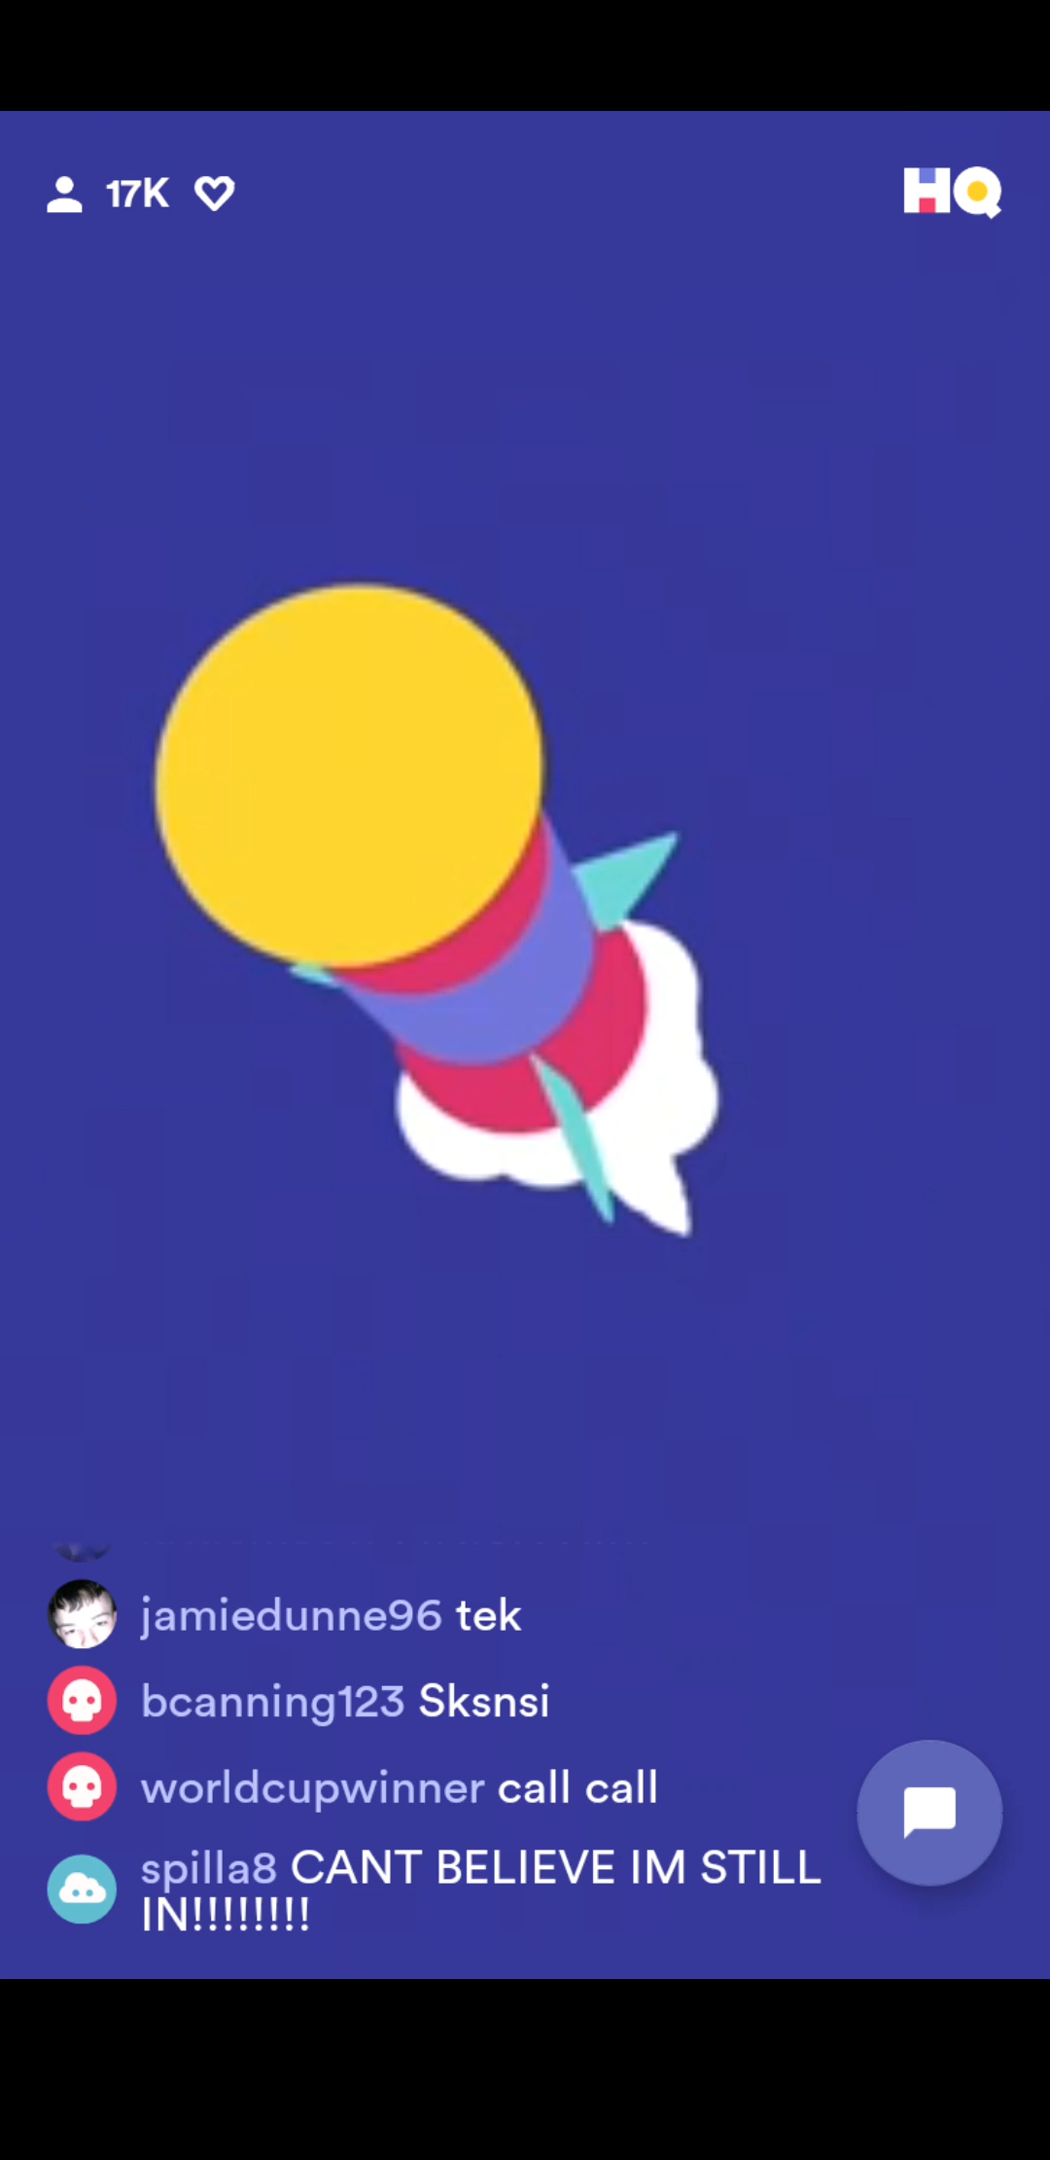 17K
HQ
jamiedunne96 tek
bcanning123 Sksnsi
worldcupwinner call call
spilla8 CANT BELIEVE IM STILL
IN!!!!!!!!